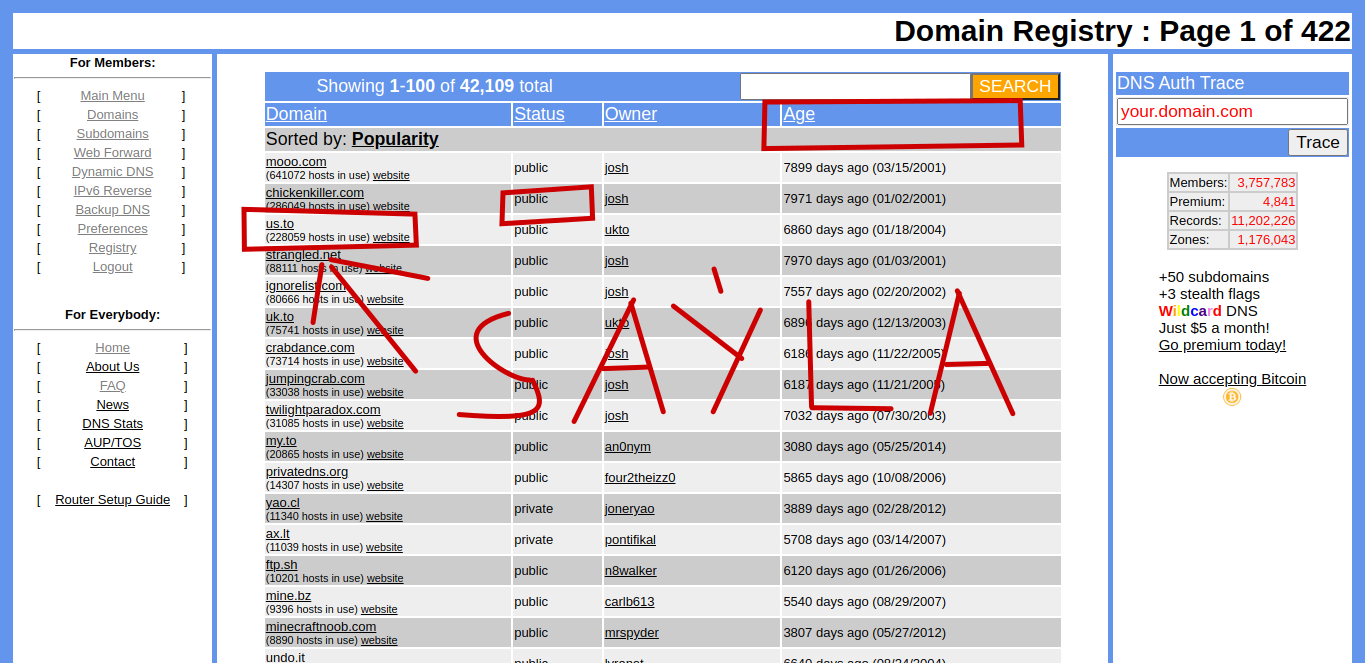 Domain Registry : Page 1 of 422
For Members:
[ Main Menu ]
[ Domains ]
[ Subdomains ]
[ Web Forward ]
[ Dynamic DNS ]
[ IPv6 Reverse ]
[ Backup DNS ]
[ Preferences ]
[ Registry ]
[ Logout ]
For Everybody:
[ Home ]
[ About Us ]
[ FAQ ]
[ News ]
[ DNS Stats ]
[ AUP/TOS ]
[ Contact ]
[ Router Setup Guide ]
Showing 1-100 of 42,109 total SEARCH
Domain Status Owner Age
Sorted by: Popularity
mooo.com
(641072 hosts in use) website public josh 7899 days ago (03/15/2001)
chickenkiller.com
(286049 hosts in use) website public josh 7971 days ago (01/02/2001)
us.to
(228059 hosts in use) website public ukto 6860 days ago (01/18/2004)
strangled.net
(88111 hosts in use) website public josh 7970 days ago (01/03/2001)
ignorelist.com
(80666 hosts in use) website public josh 7557 days ago (02/20/2002)
uk.to
(75741 hosts in use) website public ukto 6896 days ago (12/13/2003)
crabdance.com
(73714 hosts in use) website public josh 6186 days ago (11/22/2005)
jumpingcrab.com
(33038 hosts in use) website public josh 6187 days ago (11/21/2005)
twilightparadox.com
(31085 hosts in use) website public josh 7032 days ago (07/30/2003)
my.to
(20865 hosts in use) website public an0nym 3080 days ago (05/25/2014)
privatedns.org
(14307 hosts in use) website public four2theizz0 5865 days ago (10/08/2006)
yao.cl
(11340 hosts in use) website private joneryao 3889 days ago (02/28/2012)
ax.lt
(11039 hosts in use) website private pontifikal 5708 days ago (03/14/2007)
ftp.sh
(10201 hosts in use) website public n8walker 6120 days ago (01/26/2006)
mine.bz
(9396 hosts in use) website public carlb613 5540 days ago (08/29/2007)
minecraftnoob.com
(8890 hosts in use) website public mrspyder 3807 days ago (05/27/2012)
undo.it
DNS Auth Trace
your.domain.com
Trace
Members: 3,757,783
Premium: 4,841
Records: 11,202,226
Zones: 1,176,043
+50 subdomains
+3 stealth flags
Wildcard DNS
Just $5 a month!
Go premium today!
Now accepting Bitcoin